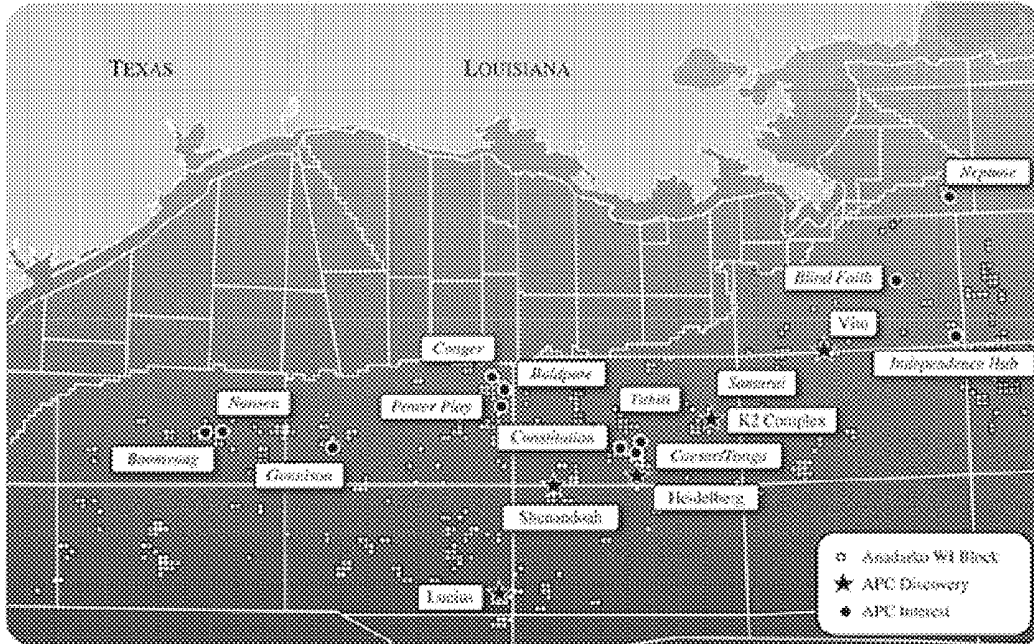 TEXAS
LOUISIANA
Neptune
Blind Faith
Vito
Independence Hub
Conger
Baldpate
Samurai
Nansen
Power Play
Tahiti
K2 Complex
Constitution
Boomvang
Gunnison
Caesar/Tonga
Heidelberg
Shenandoah
Lucius
Anadarko WI Block
APC Discovery
APC Interest